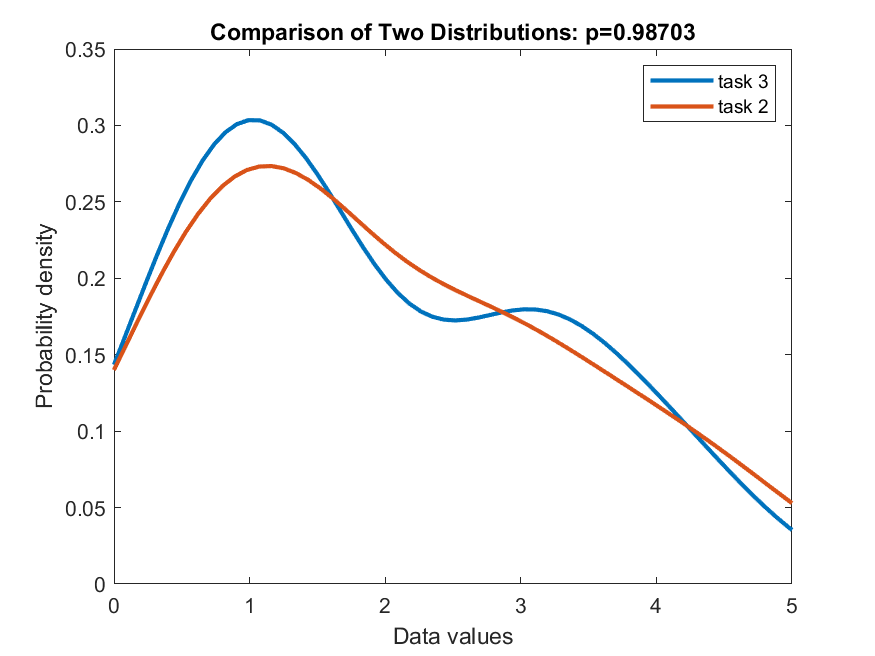 Comparison of Two Distributions: p=0.98703
0.35
0.3
0.25
0.2
0.15
0.1
0.05
0
Probability density
task 3
task 2
0 1 2 3 4 5
Data values